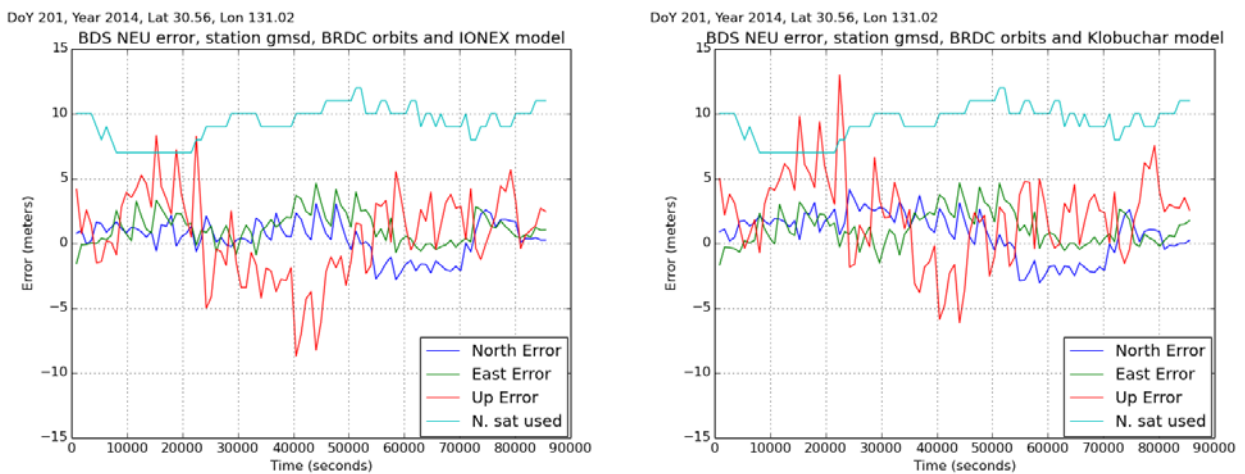 DoY 201, Year 2014, Lat 30.56, Lon 131.02
BDS NEU error, station gmsd, BRDC orbits and IONEX model
15
10
5
0
−5
−10
−15
Error (meters)
0
10000
20000
30000
40000
50000
60000
70000
80000
90000
Time (seconds)
North Error
East Error
Up Error
N. sat used
DoY 201, Year 2014, Lat 30.56, Lon 131.02
BDS NEU error, station gmsd, BRDC orbits and Klobuchar model
15
10
5
0
−5
−10
−15
Error (meters)
0
10000
20000
30000
40000
50000
60000
70000
80000
90000
Time (seconds)
North Error
East Error
Up Error
N. sat used